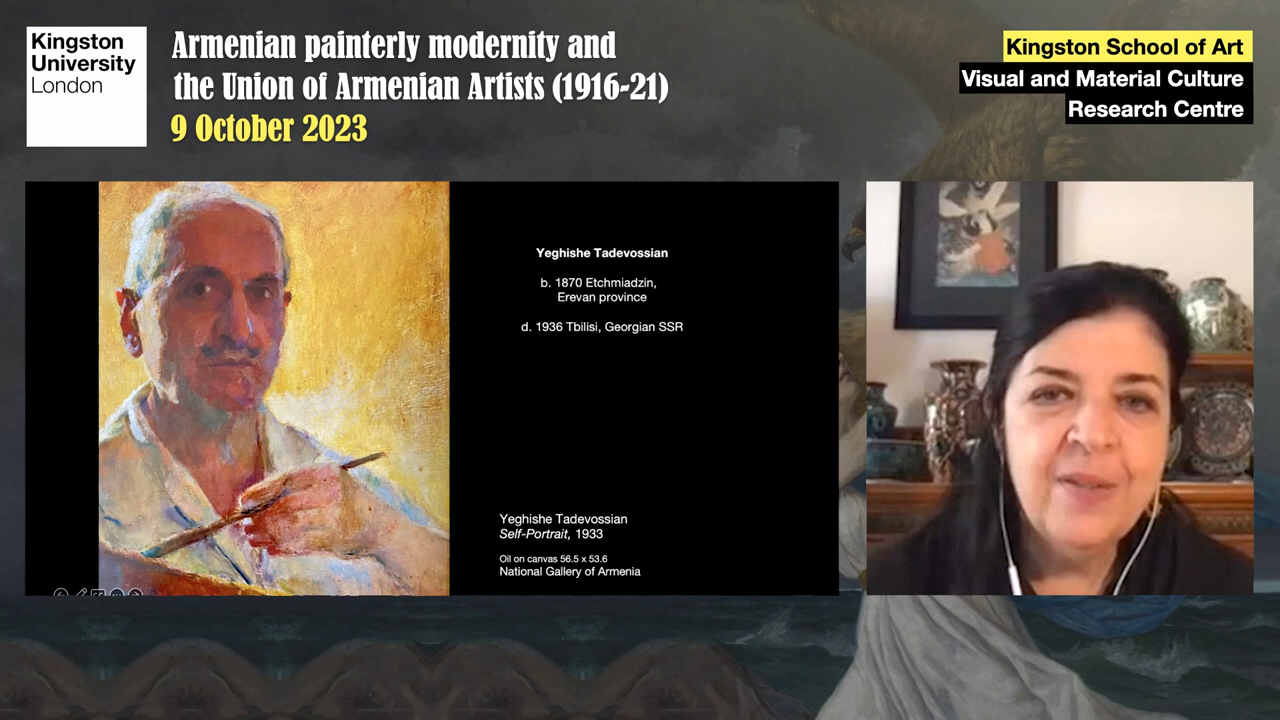 Kingston
University
London
Armenian painterly modernity and
the Union of Armenian Artists (1916-21)
9 October 2023
Kingston School of Art
Visual and Material Culture
Research Centre
Yeghishe Tadevossian
b. 1870 Etchmiadzin,
Erevan province
d. 1936 Tbilisi, Georgian SSR
Yeghishe Tadevossian
Self-Portrait, 1933
Oil on canvas 56.5 x 53.6
National Gallery of Armenia